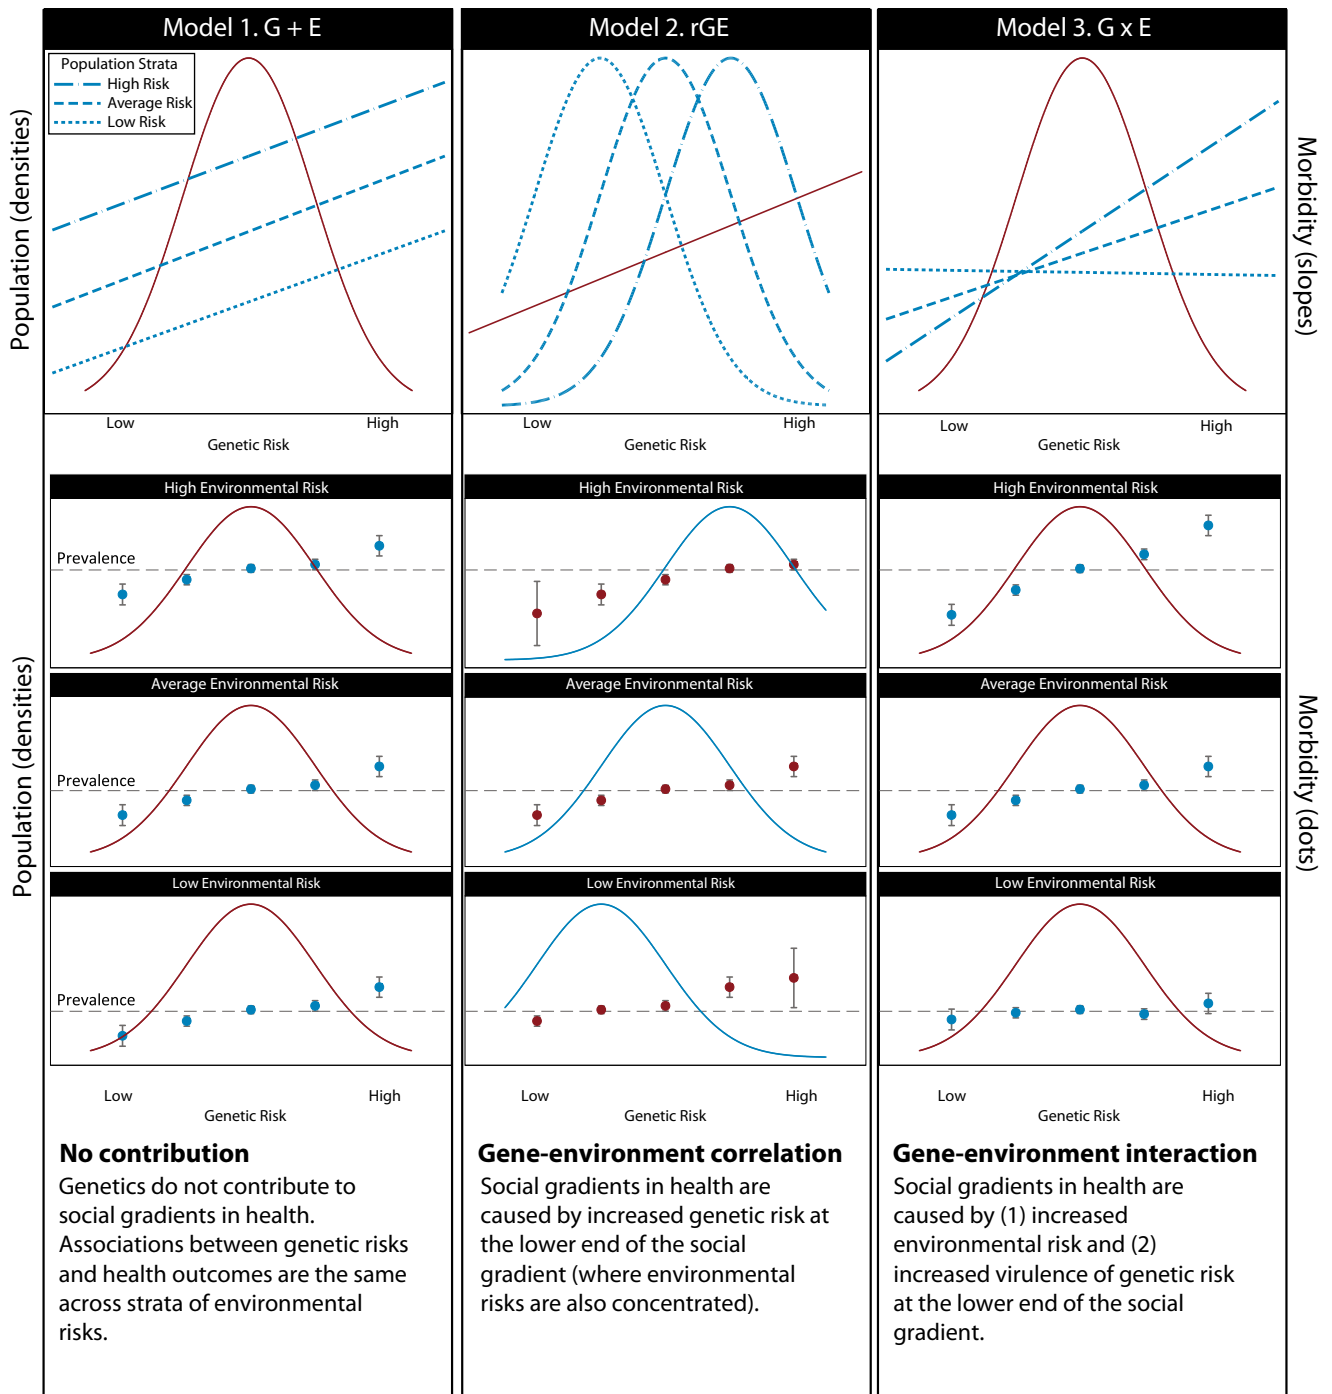 Model 1. G + E
Model 2. rGE
Model 3. G x E
Population Strata
High Risk
Average Risk
Low Risk
Population (densities)
Morbidity (slopes)
Low
High
Genetic Risk
Low
High
Genetic Risk
Low
High
Genetic Risk
High Environmental Risk
High Environmental Risk
High Environmental Risk
Prevalence
Average Environmental Risk
Average Environmental Risk
Average Environmental Risk
Prevalence
Population (densities)
Morbidity (dots)
Low Environmental Risk
Low Environmental Risk
Low Environmental Risk
Prevalence
Low
High
Genetic Risk
Low
High
Genetic Risk
Low
High
Genetic Risk
No contribution
Genetics do not contribute to
social gradients in health.
Associations between genetic risks
and health outcomes are the same
across strata of environmental
risks.
Gene-environment correlation
Social gradients in health are
caused by increased genetic risk at
the lower end of the social
gradient (where environmental
risks are also concentrated).
Gene-environment interaction
Social gradients in health are
caused by (1) increased
environmental risk and (2)
increased virulence of genetic risk
at the lower end of the social
gradient.